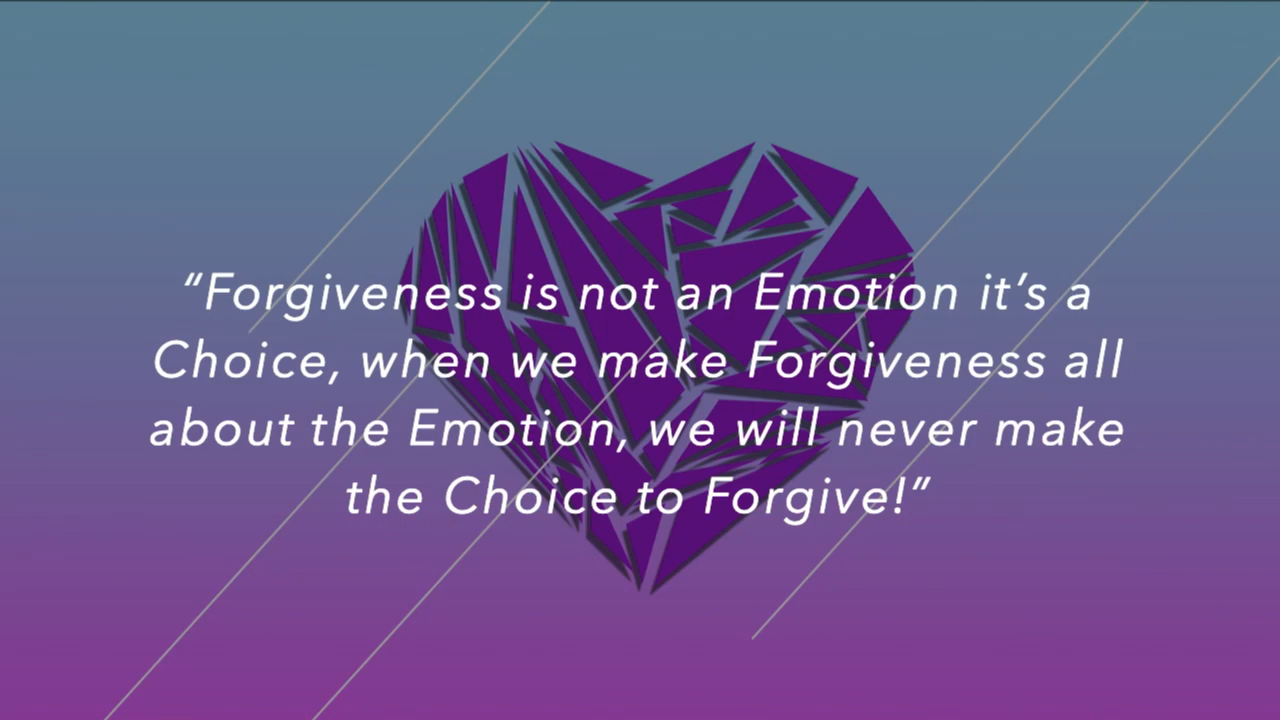 “Forgiveness is not an Emotion it’s a
Choice, when we make Forgiveness all
about the Emotion, we will never make
the Choice to Forgive!”